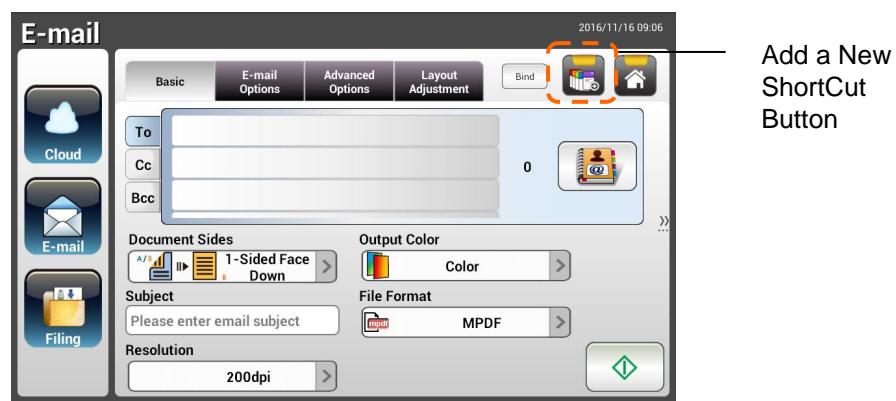 E-mail
2016/11/16 09:06
Basic
E-mail
Options
Advanced
Options
Layout
Adjustment
Bind
Add a New
ShortCut
Button
Cloud
E-mail
Filing
To
Cc
Bcc
0
@
Document Sides
A/B
1-Sided Face
Down
Output Color
Color
Subject
Please enter email subject
File Format
mpdf
MPDF
Resolution
200dpi